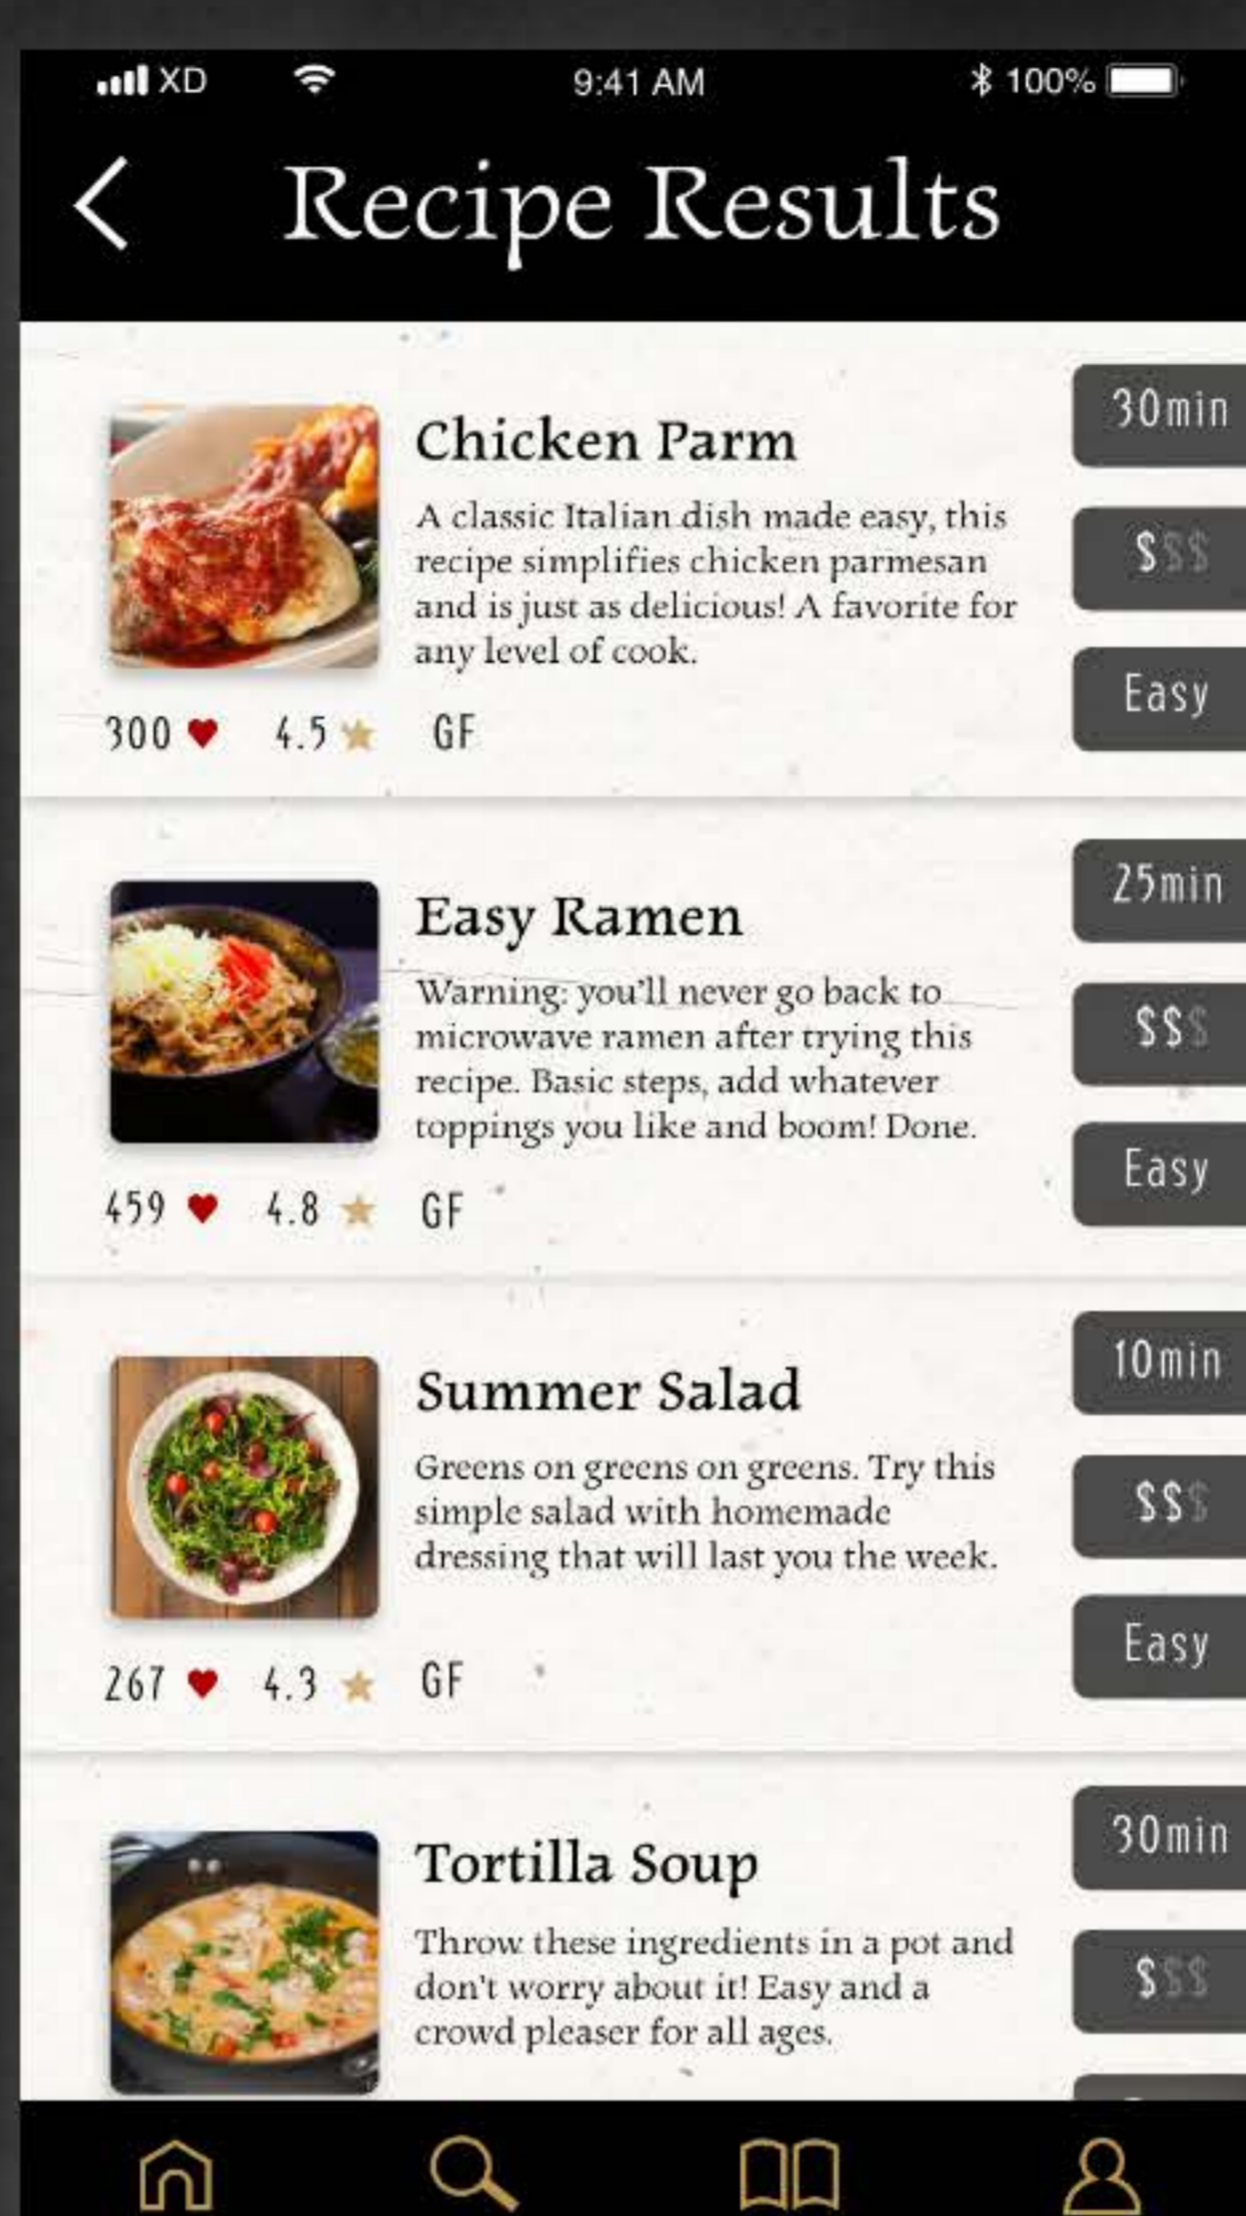 XD 9:41 AM 100%
Recipe Results
Chicken Parm
A classic Italian dish made easy, this
recipe simplifies chicken parmesan
and is just as delicious! A favorite for
any level of cook.
300 4.5 GF
30min
$$$
Easy
Easy Ramen
Warning: you'll never go back to
microwave ramen after trying this
recipe. Basic steps, add whatever
toppings you like and boom! Done.
459 4.8 GF
25min
$$$
Easy
Summer Salad
Greens on greens on greens. Try this
simple salad with homemade
dressing that will last you the week.
267 4.3 GF
10min
$$$
Easy
Tortilla Soup
Throw these ingredients in a pot and
don't worry about it! Easy and a
crowd pleaser for all ages.
30min
$$$